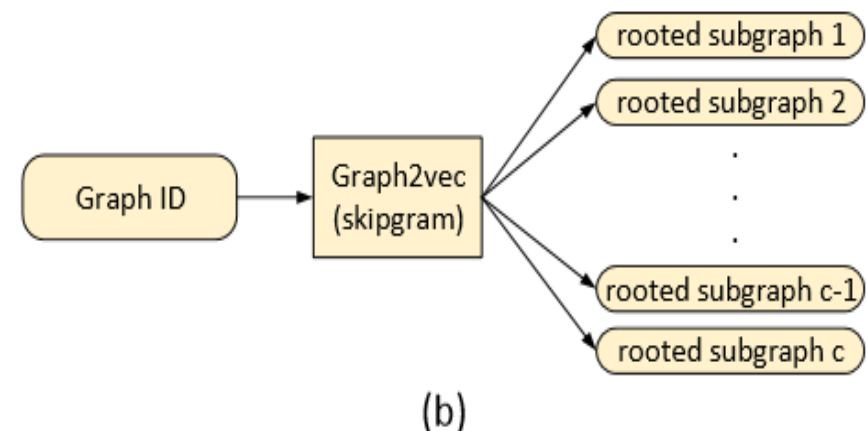 rooted subgraph 1
rooted subgraph 2
Graph ID
Graph2vec
(skipgram)
.
.
.
rooted subgraph c-1
rooted subgraph c
(b)